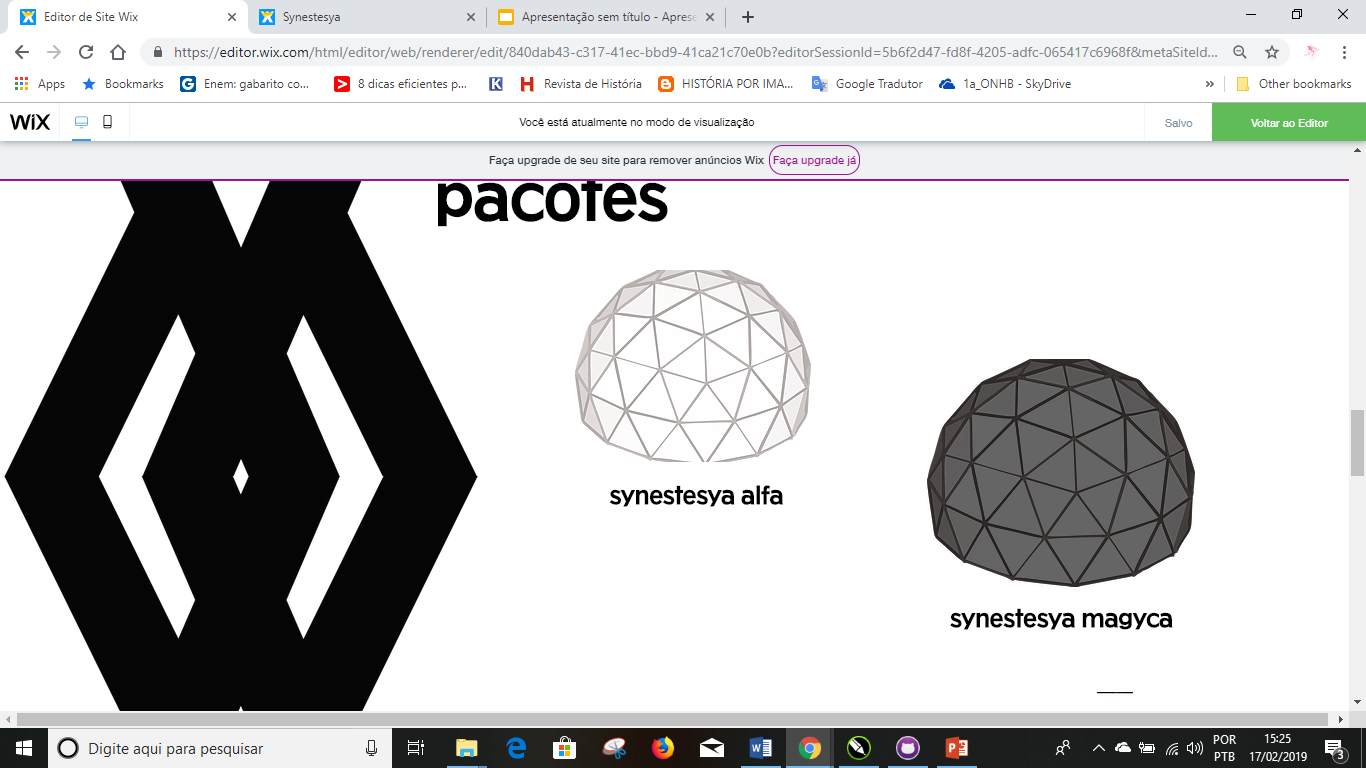 Editor de Site Wix
Synestesya
Apresentação sem título - Aprese
https://editor.wix.com/html/editor/web/renderer/edit/840dab43-c317-41ec-bbd9-41ca21c70e0b?editorSessionId=5b6f2d47-fd8f-4205-adfc-065417c6968f&metaSiteId...
Apps
Bookmarks
Enem: gabarito co...
8 dicas eficientes p...
Revista de História
HISTÓRIA POR IMA...
Google Tradutor
1a_ONHB - SkyDrive
»
Other bookmarks
WiX
Você está atualmente no modo de visualização
Salvo
Voltar ao Editor
Faça upgrade de seu site para remover anúncios Wix
Faça upgrade já
pacotes
synestesya alfa
synestesya magyca
Digite aqui para pesquisar
POR
PTB
15:25
17/02/2019
3